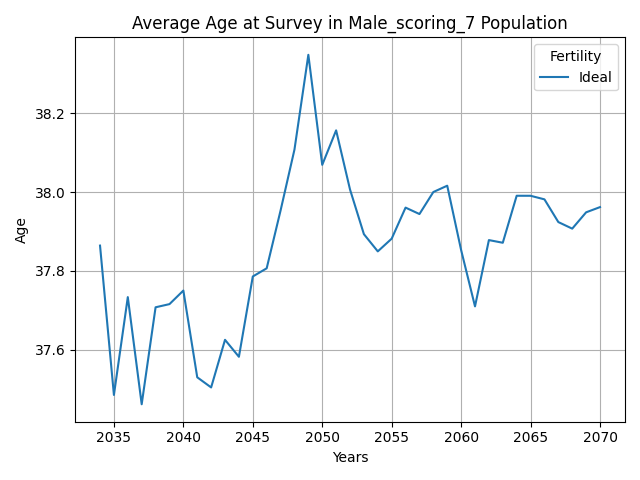 Average Age at Survey in Male_scoring_7 Population
Fertility
Ideal
38.2
38.0
37.8
37.6
Age
2035 2040 2045 2050 2055 2060 2065 2070
Years